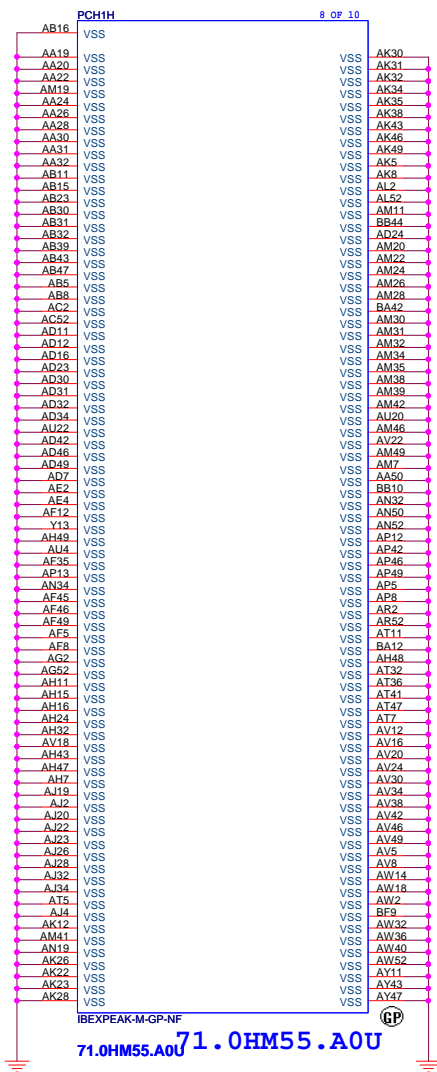 PCH1H 8 OF 10
AB16 VSS
AA19 VSS VSS AK30
AA20 VSS VSS AK31
AA22 VSS VSS AK32
AM19 VSS VSS AK34
AA24 VSS VSS AK35
AA26 VSS VSS AK38
AA28 VSS VSS AK43
AA30 VSS VSS AK46
AA31 VSS VSS AK49
AA32 VSS VSS AK5
AB11 VSS VSS AK8
AB15 VSS VSS AL2
AB23 VSS VSS AL52
AB30 VSS VSS AM11
AB31 VSS VSS BB44
AB32 VSS VSS AD24
AB39 VSS VSS AM20
AB43 VSS VSS AM22
AB47 VSS VSS AM24
AB5 VSS VSS AM26
AB8 VSS VSS AM28
AC2 VSS VSS BA42
AC52 VSS VSS AM30
AD11 VSS VSS AM31
AD12 VSS VSS AM32
AD16 VSS VSS AM34
AD23 VSS VSS AM35
AD30 VSS VSS AM38
AD31 VSS VSS AM39
AD32 VSS VSS AM42
AD34 VSS VSS AU20
AU22 VSS VSS AM46
AD42 VSS VSS AV22
AD46 VSS VSS AM49
AD49 VSS VSS AM7
AD7 VSS VSS AA50
AE2 VSS VSS BB10
AE4 VSS VSS AN32
AF12 VSS VSS AN50
Y13 VSS VSS AN52
AH49 VSS VSS AP12
AU4 VSS VSS AP42
AF35 VSS VSS AP46
AP13 VSS VSS AP49
AN34 VSS VSS AP5
AF45 VSS VSS AP8
AF46 VSS VSS AR2
AF49 VSS VSS AR52
AF5 VSS VSS AT11
AF8 VSS VSS BA12
AG2 VSS VSS AH48
AG52 VSS VSS AT32
AH11 VSS VSS AT36
AH15 VSS VSS AT41
AH16 VSS VSS AT47
AH24 VSS VSS AT7
AH32 VSS VSS AV12
AV18 VSS VSS AV16
AH43 VSS VSS AV20
AH47 VSS VSS AV24
AH7 VSS VSS AV30
AJ19 VSS VSS AV34
AJ2 VSS VSS AV38
AJ20 VSS VSS AV42
AJ22 VSS VSS AV46
AJ23 VSS VSS AV49
AJ26 VSS VSS AV5
AJ28 VSS VSS AV8
AJ32 VSS VSS AW14
AJ34 VSS VSS AW18
AT5 VSS VSS AW2
AJ4 VSS VSS BF9
AK12 VSS VSS AW32
AM41 VSS VSS AW36
AN19 VSS VSS AW40
AK26 VSS VSS AW52
AK22 VSS VSS AY11
AK23 VSS VSS AY43
AK28 VSS VSS AY47
IBEXPEAK-M-GP-NF GP
71.0HM55.A0U 71.0HM55.A0U